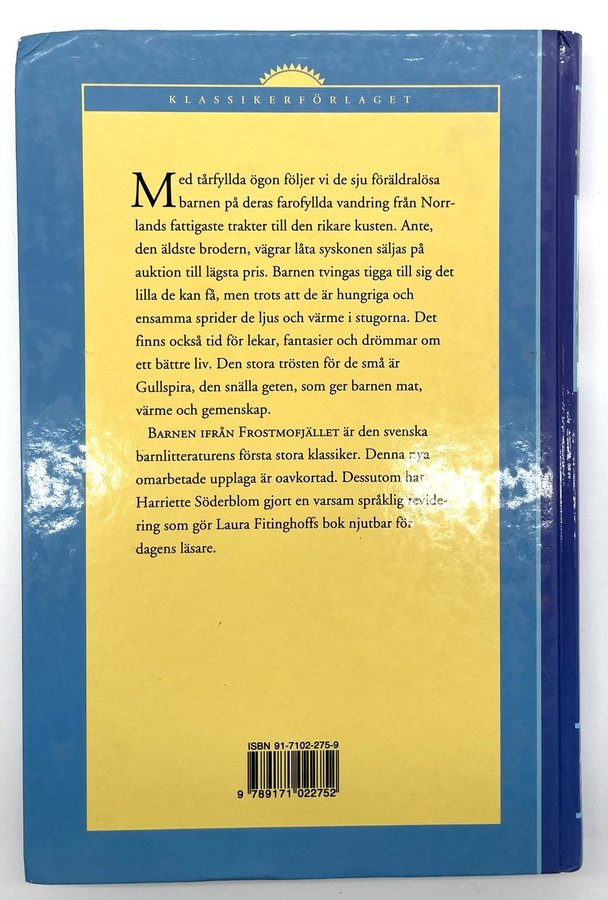 KLASSIKERFÖRLAGET
Med tårfyllda ögon följer vi de sju föräldralösa
barnen på deras farofyllda vandring från Norr-
lands fattigaste trakter till den rikare kusten. Ante,
den äldste brodern, vägrar låta syskonen säljas på
auktion till lägsta pris. Barnen tvingas tigga till sig det
lilla de kan få, men trots att de är hungriga och
ensamma sprider de ljus och värme i stugorna. Det
finns också tid för lekar, fantasier och drömmar om
ett bättre liv. Den stora trösten för de små är
Gullspira, den snälla geten, som ger barnen mat,
värme och gemenskap.
BARNEN IFRÅN FROSTMOFJÄLLET är den svenska
barnlitteraturens första stora klassiker. Denna nya
omarbetade upplaga är oavkortad. Dessutom har
Harriette Söderblom gjort en varsam språklig revide-
ring som gör Laura Fitinghoffs bok njutbar för
dagens läsare.
ISBN 91-7102-275-9
9 789171 022752